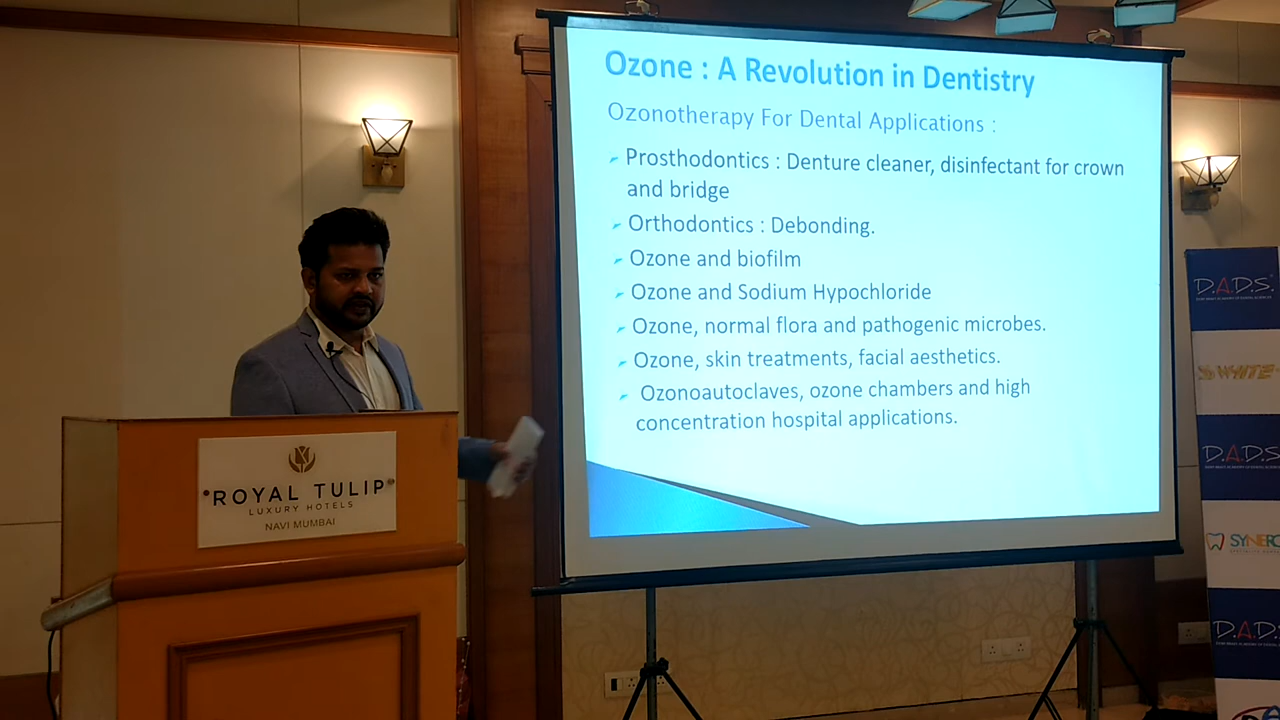 Ozone : A Revolution in Dentistry
Ozonotherapy For Dental Applications :
Prosthodontics : Denture cleaner, disinfectant for crown
and bridge
Orthodontics : Debonding.
Ozone and biofilm
Ozone and Sodium Hypochloride
Ozone, normal flora and pathogenic microbes.
Ozone, skin treatments, facial aesthetics.
Ozonoautoclaves, ozone chambers and high
concentration hospital applications.
ROYAL TULIP
LUXURY HOTELS
NAVI MUMBAI
D.A.D.S.
WHITE
D.A.D.S
SYNERG
D.A.D.S